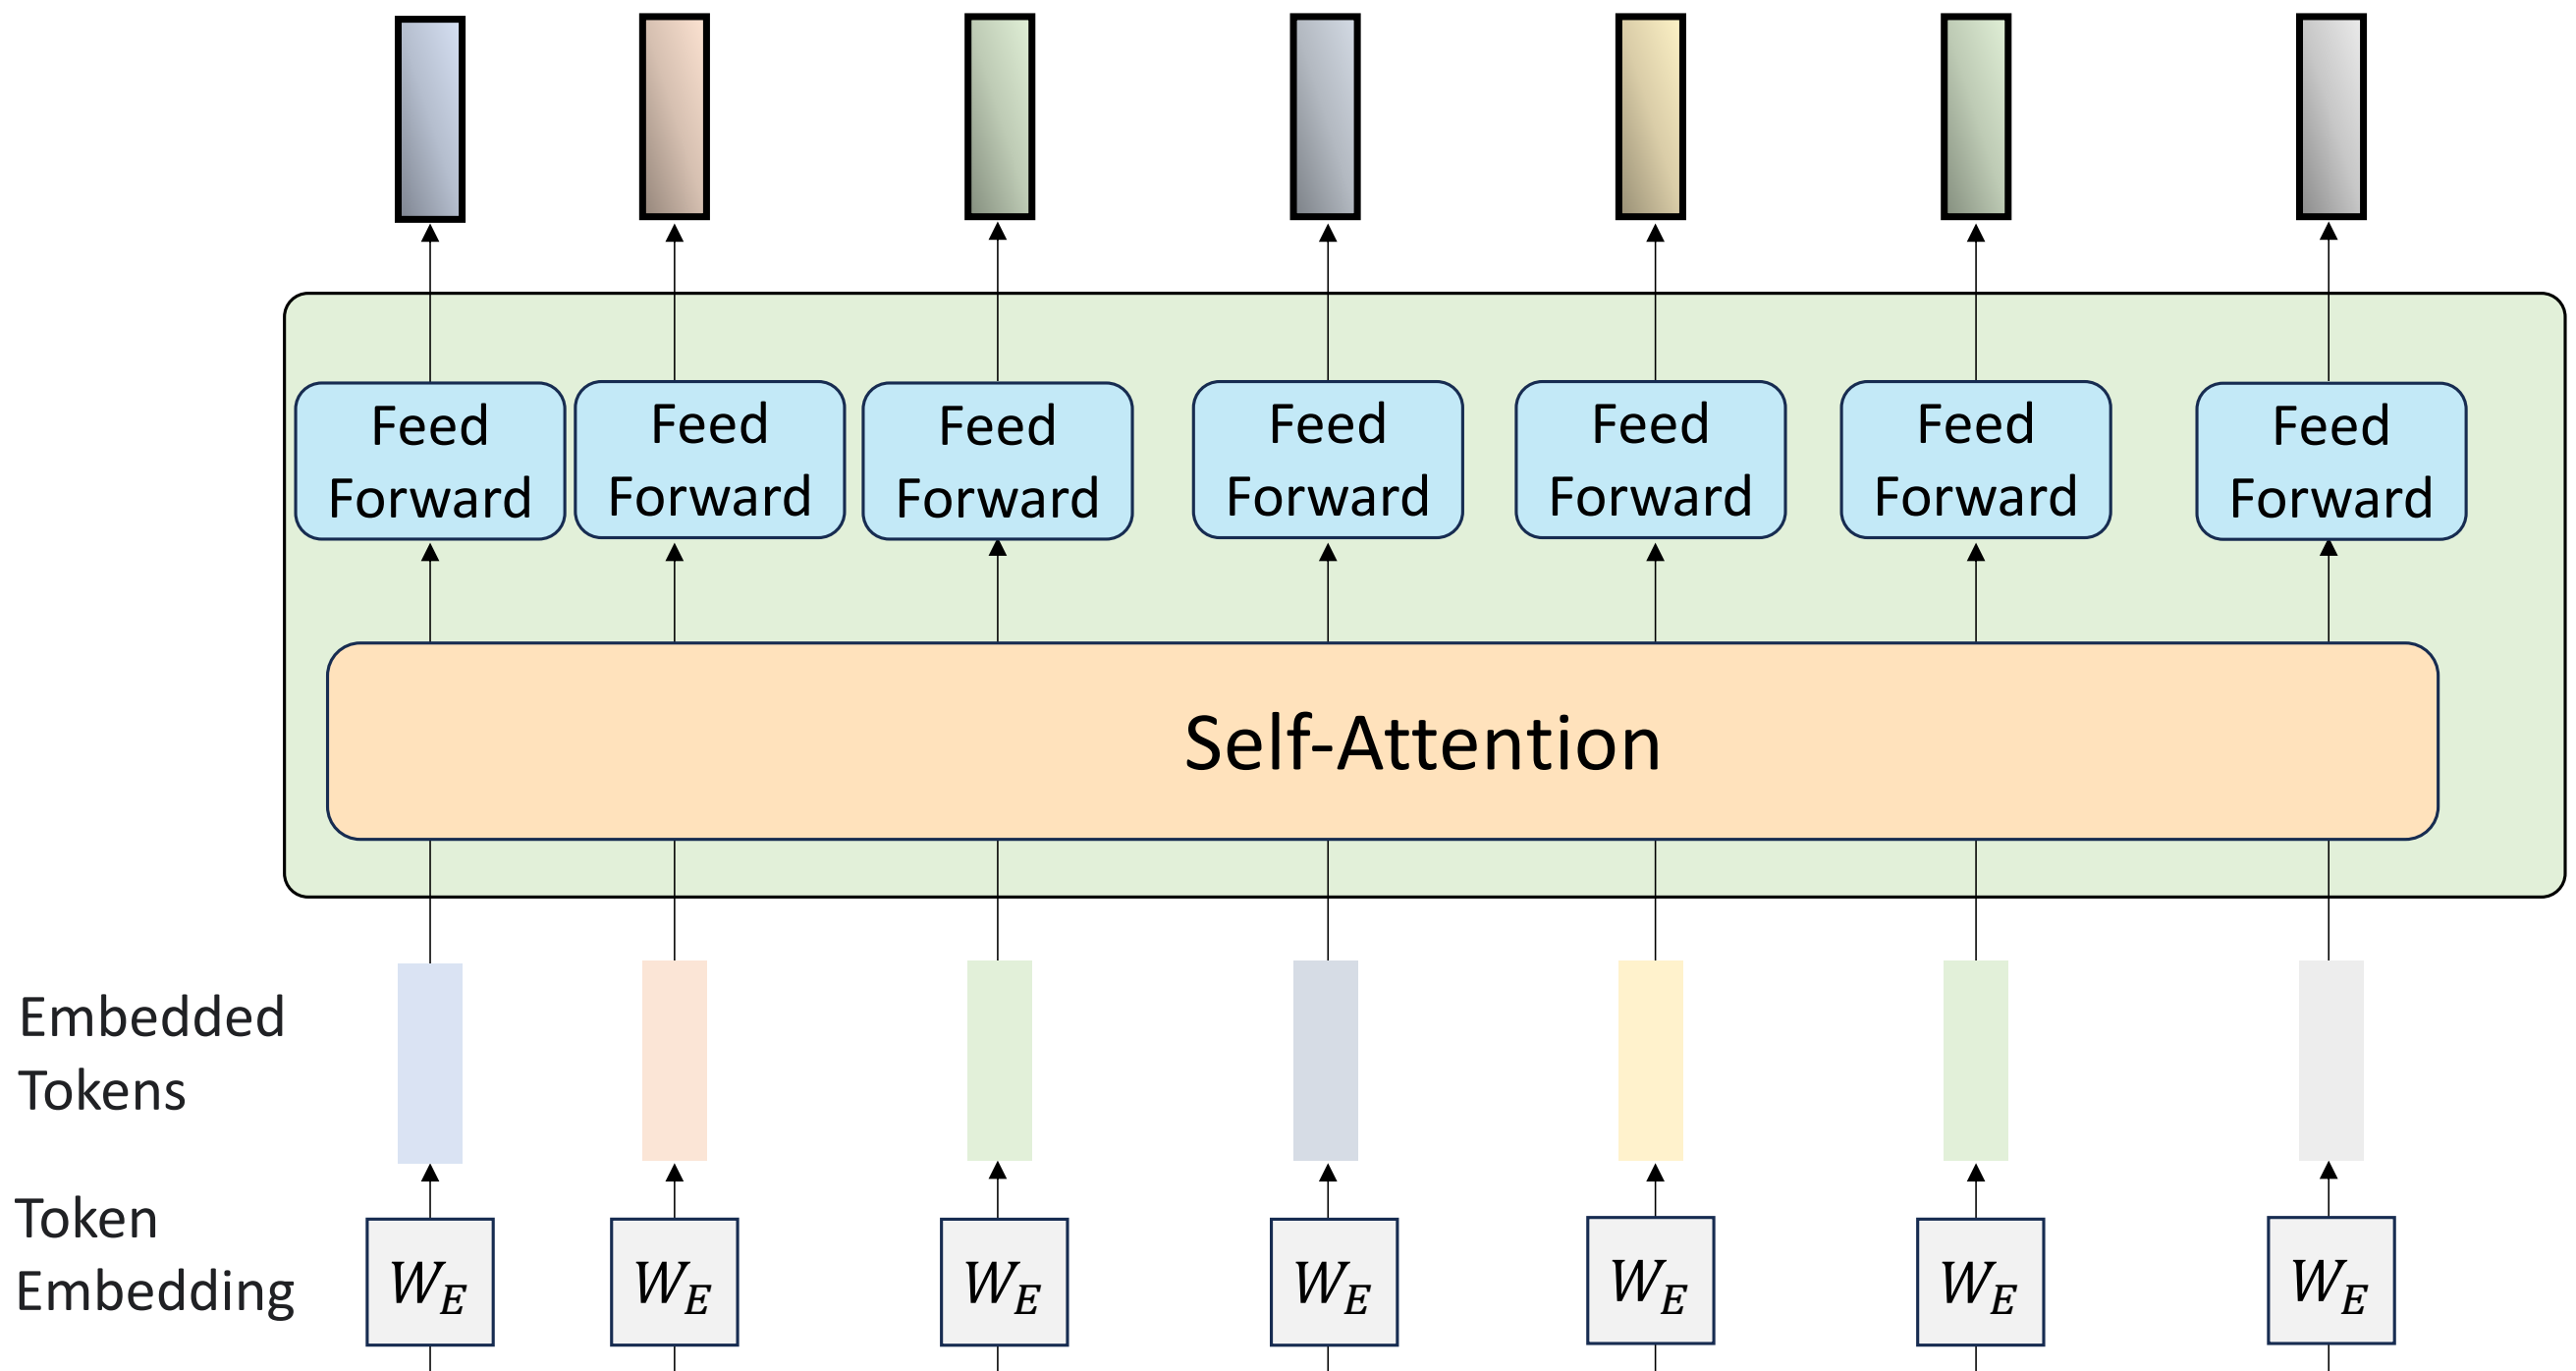 Feed Feed Feed Feed Feed Feed Feed
Forward Forward Forward Forward Forward Forward Forward
Self-Attention
Embedded
Tokens
Token
Embedding
W_E W_E W_E W_E W_E W_E W_E